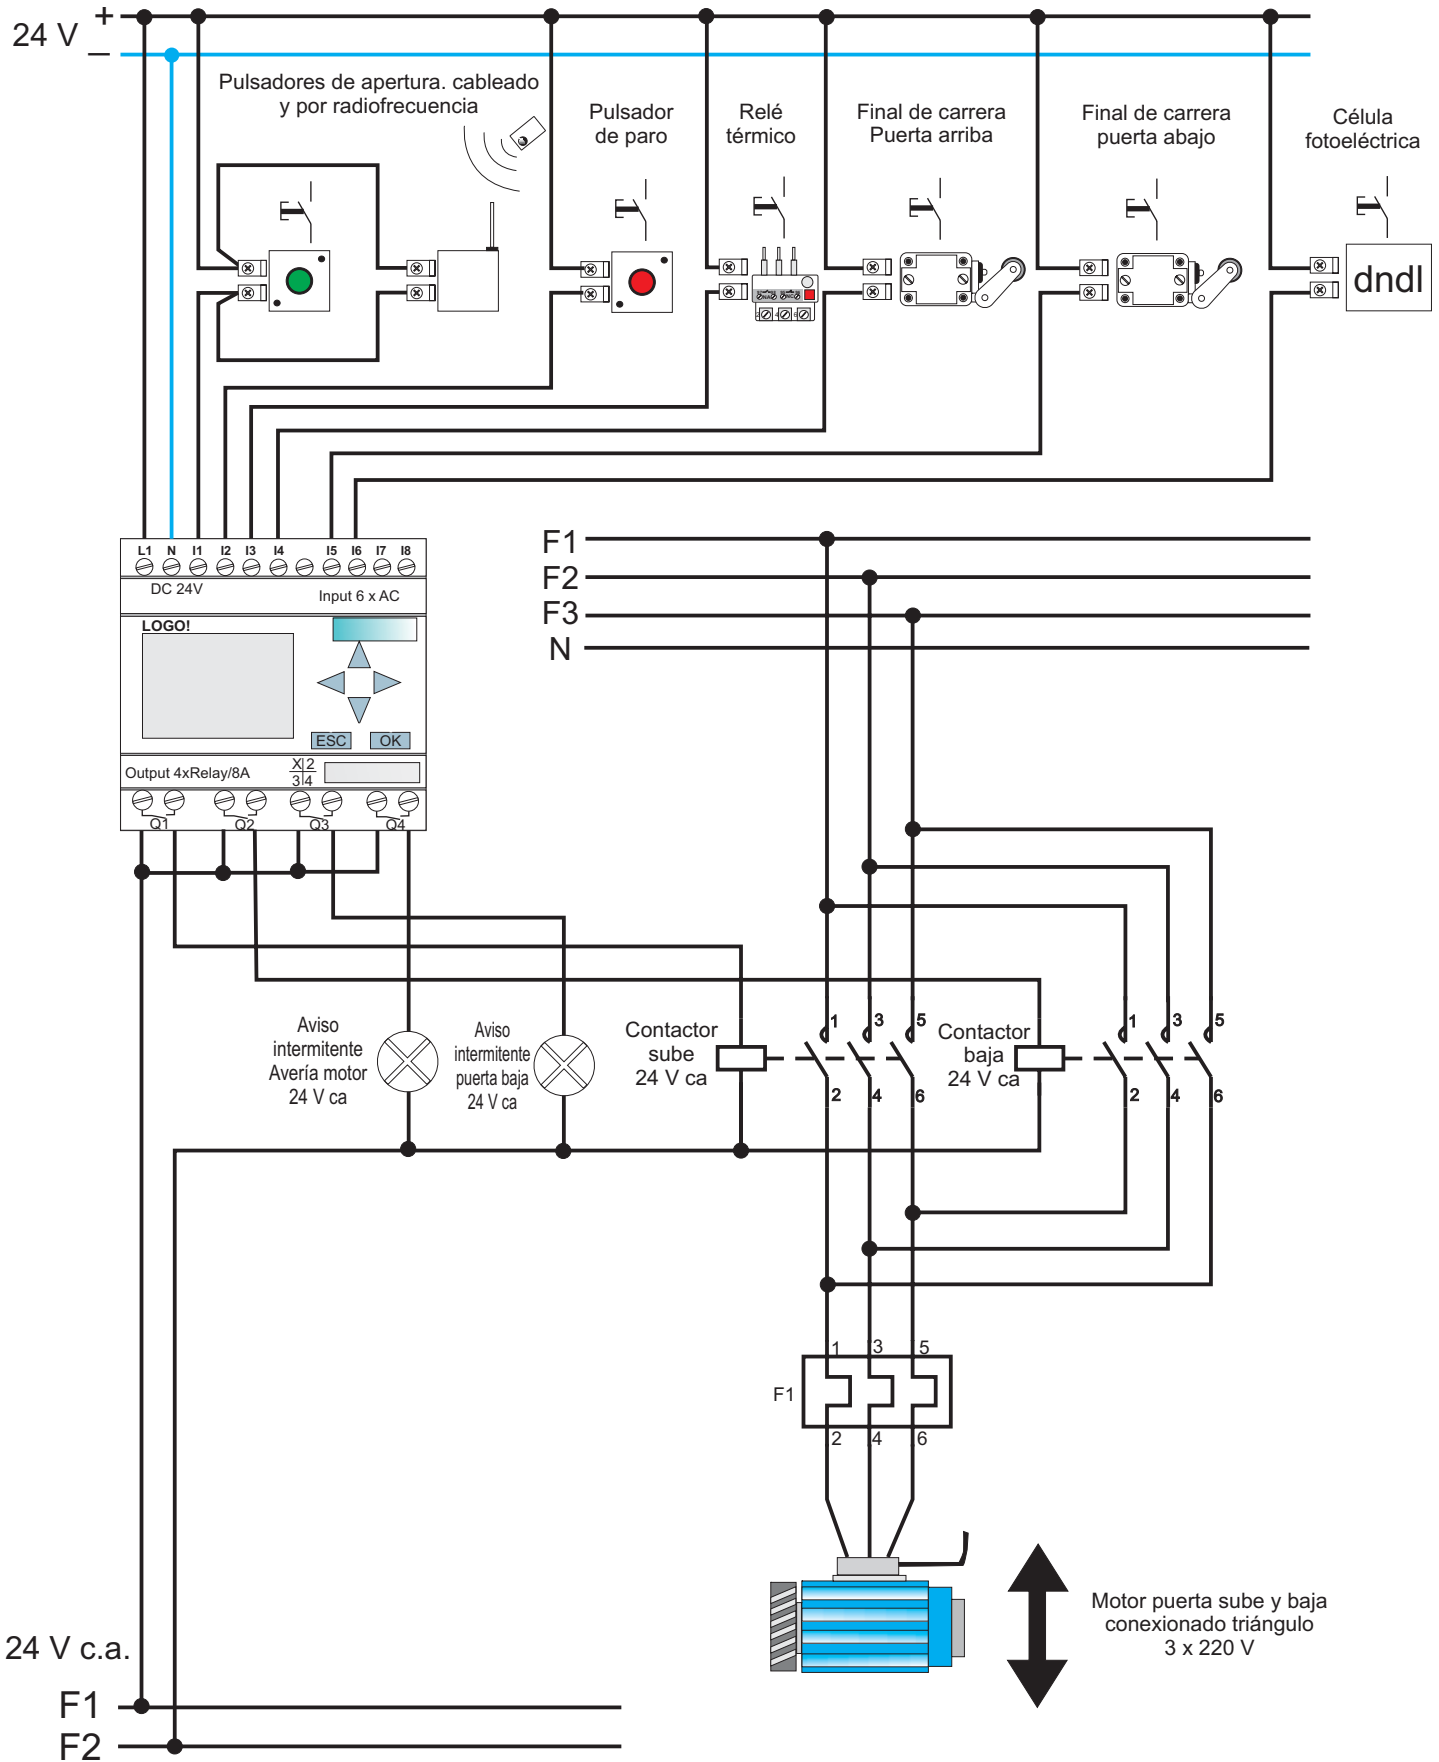 +
24 V
−
Pulsadores de apertura. cableado
y por radiofrecuencia
Pulsador
de paro
Relé
térmico
Final de carrera
Puerta arriba
Final de carrera
puerta abajo
Célula
fotoeléctrica
dndl
L1 N I1 I2 I3 I4 I5 I6 I7 I8
DC 24V
Input 6 x AC
LOGO!
ESC OK
Output 4xRelay/8A
X 2
3 4
Q1 Q2 Q3 Q4
F1
F2
F3
N
Aviso
intermitente
Avería motor
24 V ca
Aviso
intermitente
puerta baja
24 V ca
Contactor
sube
24 V ca
1 3 5
2 4 6
Contactor
baja
24 V ca
1 3 5
2 4 6
1 3 5
F1
2 4 6
Motor puerta sube y baja
conexionado triángulo
3 x 220 V
24 V c.a.
F1
F2